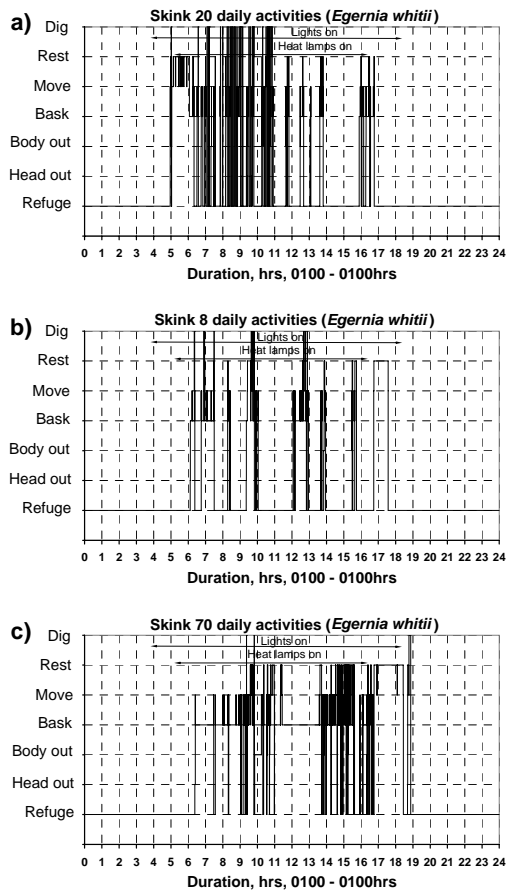 a)
Skink 20 daily activities (Egernia whitii)
Dig
Lights on
Rest
Heat lamps on
Move
Bask
Body out
Head out
Refuge
0 1 2 3 4 5 6 7 8 9 10 11 12 13 14 15 16 17 18 19 20 21 22 23 24
Duration, hrs, 0100 - 0100hrs
b)
Skink 8 daily activities (Egernia whitii)
Dig
Lights on
Rest
Heat lamps on
Move
Bask
Body out
Head out
Refuge
0 1 2 3 4 5 6 7 8 9 10 11 12 13 14 15 16 17 18 19 20 21 22 23 24
Duration, hrs, 0100 - 0100hrs
c)
Skink 70 daily activities (Egernia whitii)
Dig
Lights on
Rest
Heat lamps on
Move
Bask
Body out
Head out
Refuge
0 1 2 3 4 5 6 7 8 9 10 11 12 13 14 15 16 17 18 19 20 21 22 23 24
Duration, hrs, 0100 - 0100hrs